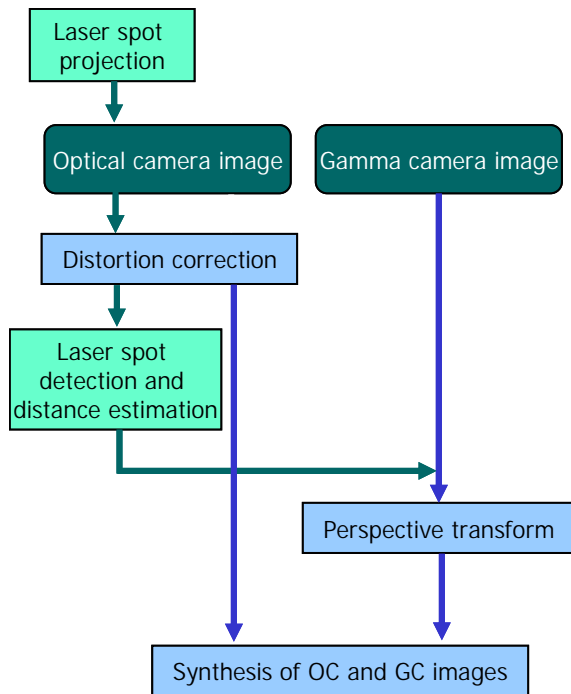 Laser spot
projection
Optical camera image
Gamma camera image
Distortion correction
Laser spot
detection and
distance estimation
Perspective transform
Synthesis of OC and GC images